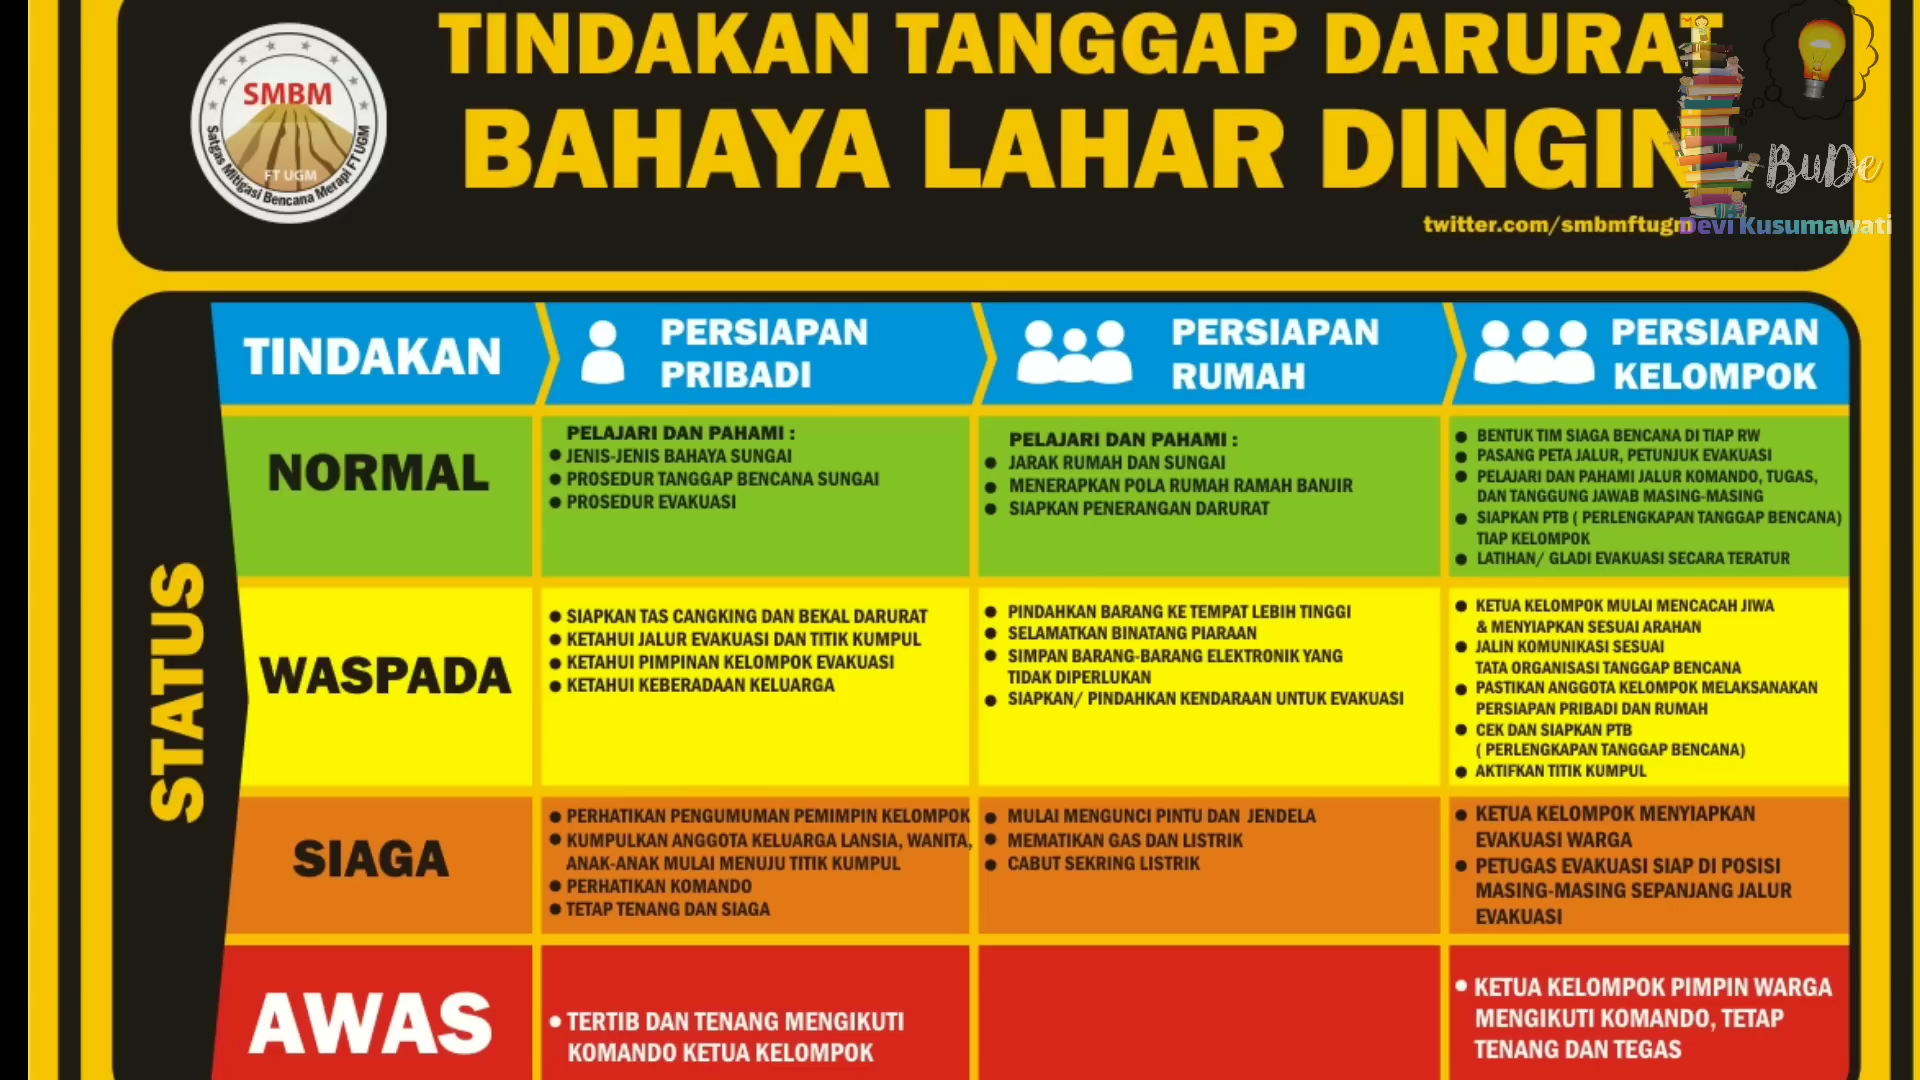 TINDAKAN TANGGAP DARURAT
BAHAYA LAHAR DINGIN
SMBM
FT UGM
Satgas Mitigasi Bencana Merapi FT UGM
twitter.com/smbmftugm
BuDe
Devi Kusumawati
STATUS
TINDAKAN
PERSIAPAN
PRIBADI
PERSIAPAN
RUMAH
PERSIAPAN
KELOMPOK
NORMAL
PELAJARI DAN PAHAMI :
● JENIS-JENIS BAHAYA SUNGAI
● PROSEDUR TANGGAP BENCANA SUNGAI
● PROSEDUR EVAKUASI
PELAJARI DAN PAHAMI :
● JARAK RUMAH DAN SUNGAI
● MENERAPKAN POLA RUMAH RAMAH BANJIR
● SIAPKAN PENERANGAN DARURAT
● BENTUK TIM SIAGA BENCANA DI TIAP RW
● PASANG PETA JALUR, PETUNJUK EVAKUASI
● PELAJARI DAN PAHAMI JALUR KOMANDO, TUGAS,
DAN TANGGUNG JAWAB MASING-MASING
● SIAPKAN PTB ( PERLENGKAPAN TANGGAP BENCANA)
TIAP KELOMPOK
● LATIHAN/ GLADI EVAKUASI SECARA TERATUR
WASPADA
● SIAPKAN TAS CANGKING DAN BEKAL DARURAT
● KETAHUI JALUR EVAKUASI DAN TITIK KUMPUL
● KETAHUI PIMPINAN KELOMPOK EVAKUASI
● KETAHUI KEBERADAAN KELUARGA
● PINDAHKAN BARANG KE TEMPAT LEBIH TINGGI
● SELAMATKAN BINATANG PIARAAN
● SIMPAN BARANG-BARANG ELEKTRONIK YANG
TIDAK DIPERLUKAN
● SIAPKAN/ PINDAHKAN KENDARAAN UNTUK EVAKUASI
● KETUA KELOMPOK MULAI MENCACAH JIWA
& MENYIAPKAN SESUAI ARAHAN
● JALIN KOMUNIKASI SESUAI
TATA ORGANISASI TANGGAP BENCANA
● PASTIKAN ANGGOTA KELOMPOK MELAKSANAKAN
PERSIAPAN PRIBADI DAN RUMAH
● CEK DAN SIAPKAN PTB
( PERLENGKAPAN TANGGAP BENCANA)
● AKTIFKAN TITIK KUMPUL
SIAGA
● PERHATIKAN PENGUMUMAN PEMIMPIN KELOMPOK
● KUMPULKAN ANGGOTA KELUARGA LANSIA, WANITA,
ANAK-ANAK MULAI MENUJU TITIK KUMPUL
● PERHATIKAN KOMANDO
● TETAP TENANG DAN SIAGA
● MULAI MENGUNCI PINTU DAN JENDELA
● MEMATIKAN GAS DAN LISTRIK
● CABUT SEKRING LISTRIK
● KETUA KELOMPOK MENYIAPKAN
EVAKUASI WARGA
● PETUGAS EVAKUASI SIAP DI POSISI
MASING-MASING SEPANJANG JALUR
EVAKUASI
AWAS
● TERTIB DAN TENANG MENGIKUTI
KOMANDO KETUA KELOMPOK
● KETUA KELOMPOK PIMPIN WARGA
MENGIKUTI KOMANDO, TETAP
TENANG DAN TEGAS